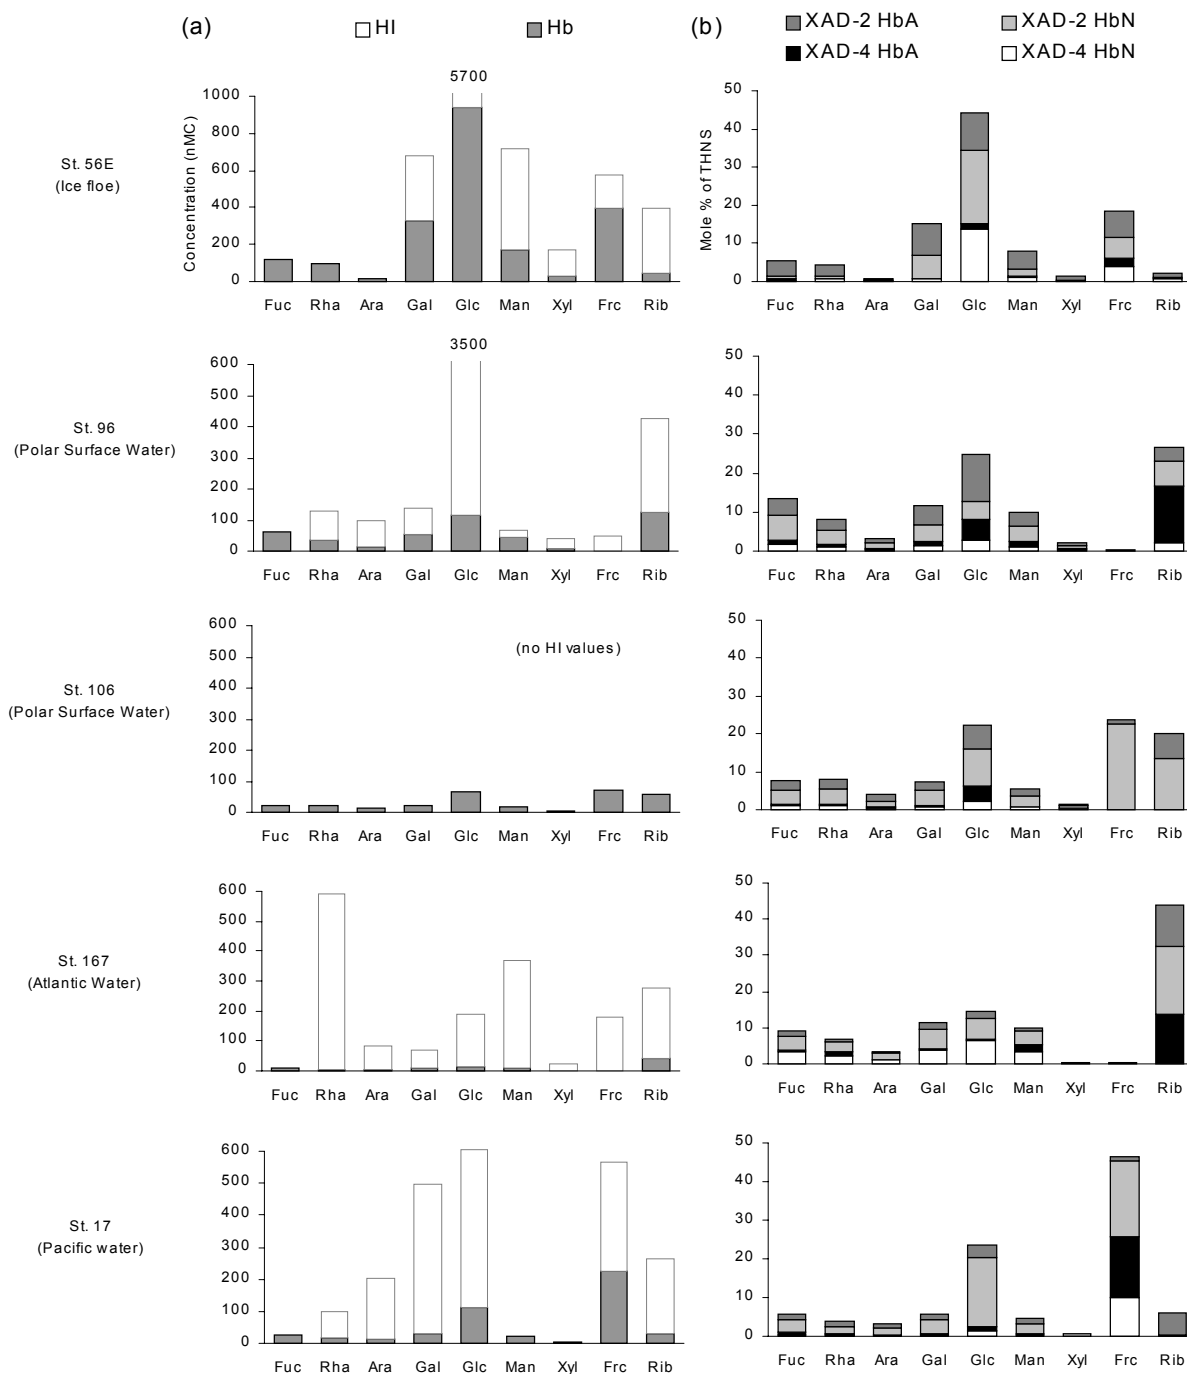 (a) HI Hb (b) XAD-2 HbA XAD-2 HbN
XAD-4 HbA XAD-4 HbN
St. 56E
(Ice floe)
Concentration (nMC)
5700
1000
800
600
400
200
0
Fuc Rha Ara Gal Glc Man Xyl Frc Rib
Mole % of THNS
50
40
30
20
10
0
Fuc Rha Ara Gal Glc Man Xyl Frc Rib
St. 96
(Polar Surface Water)
3500
600
500
400
300
200
100
0
Fuc Rha Ara Gal Glc Man Xyl Frc Rib
50
40
30
20
10
0
Fuc Rha Ara Gal Glc Man Xyl Frc Rib
St. 106
(Polar Surface Water)
(no HI values)
600
500
400
300
200
100
0
Fuc Rha Ara Gal Glc Man Xyl Frc Rib
50
40
30
20
10
0
Fuc Rha Ara Gal Glc Man Xyl Frc Rib
St. 167
(Atlantic Water)
600
500
400
300
200
100
0
Fuc Rha Ara Gal Glc Man Xyl Frc Rib
50
40
30
20
10
0
Fuc Rha Ara Gal Glc Man Xyl Frc Rib
St. 17
(Pacific water)
600
500
400
300
200
100
0
Fuc Rha Ara Gal Glc Man Xyl Frc Rib
50
40
30
20
10
0
Fuc Rha Ara Gal Glc Man Xyl Frc Rib